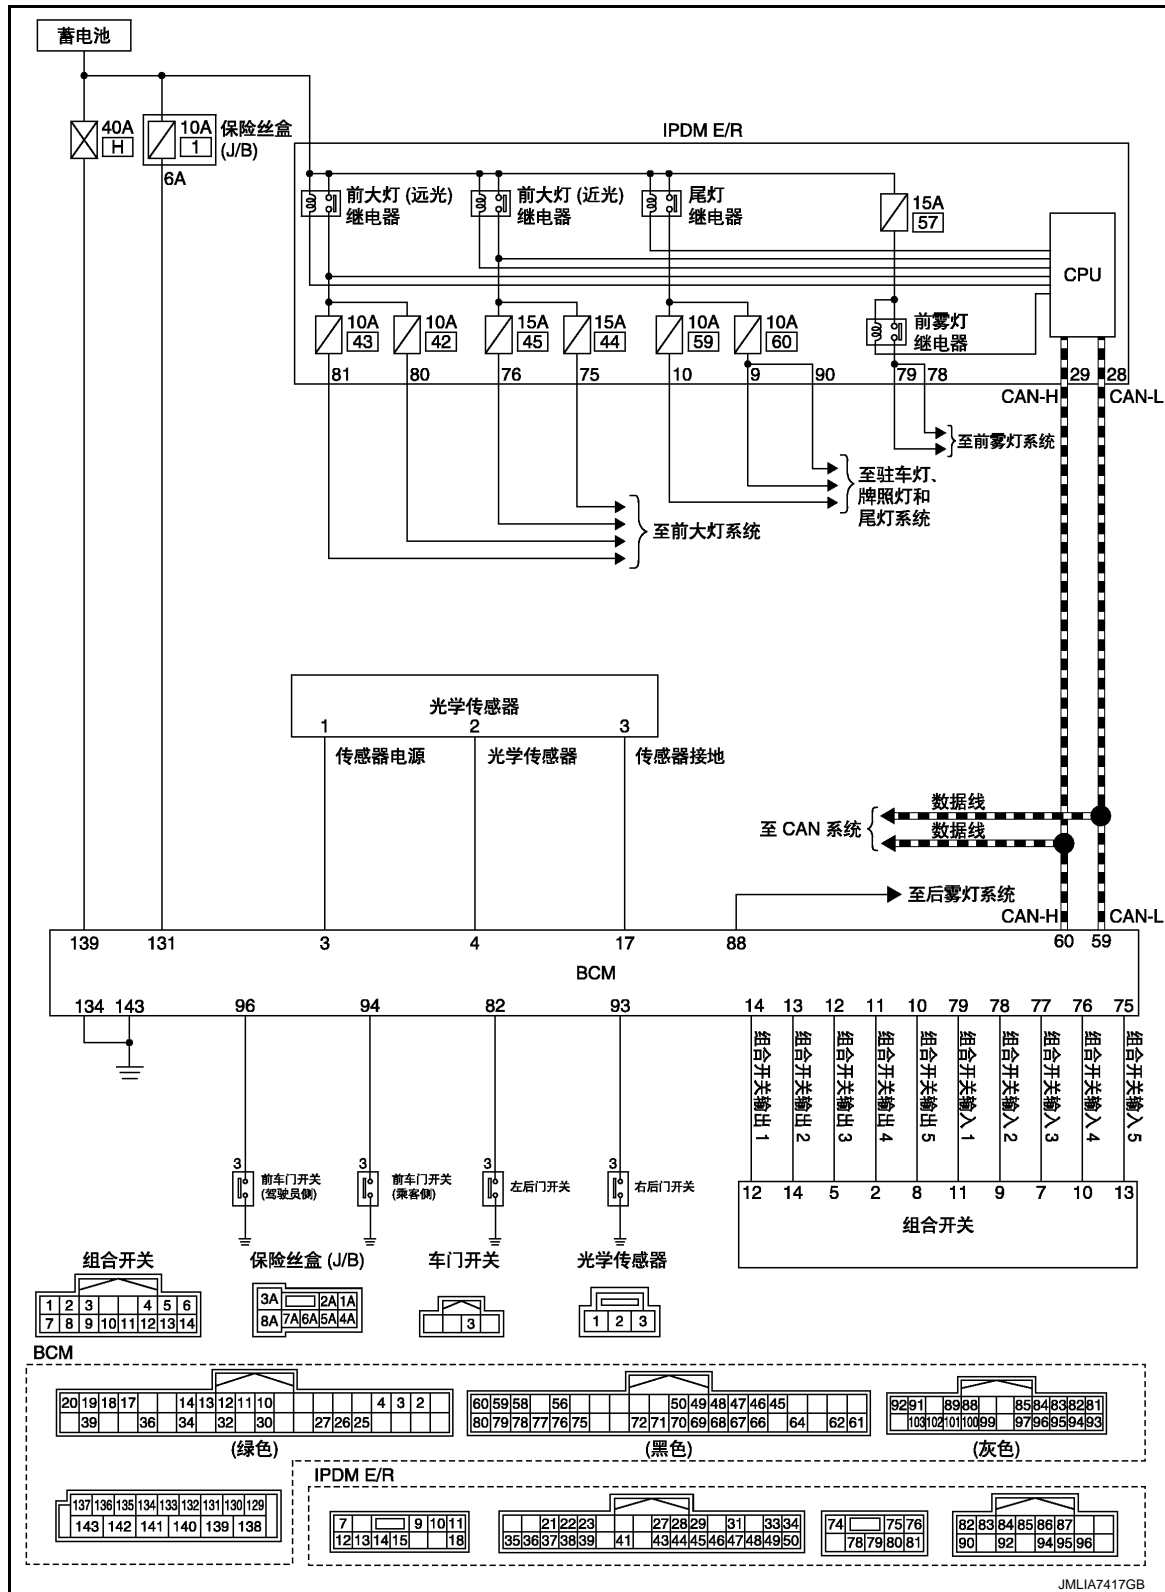 蓄电池
40A
H
10A
1
保险丝盒
(J/B)
6A
IPDM E/R
前大灯 (远光)
继电器
前大灯 (近光)
继电器
尾灯
继电器
15A
57
CPU
10A
43
10A
42
15A
45
15A
44
10A
59
10A
60
前雾灯
继电器
81 80 76 75 10 9 90 79 78 29 28
CAN-H CAN-L
至前雾灯系统
至驻车灯、
牌照灯和
尾灯系统
至前大灯系统
光学传感器
1 2 3
传感器电源 光学传感器 传感器接地
数据线
至 CAN 系统
数据线
至后雾灯系统
CAN-H CAN-L
139 131 3 4 17 88 60 59
BCM
134 143 96 94 82 93 14 13 12 11 10 79 78 77 76 75
组合开关输出 1
组合开关输出 2
组合开关输出 3
组合开关输出 4
组合开关输出 5
组合开关输入 1
组合开关输入 2
组合开关输入 3
组合开关输入 4
组合开关输入 5
3 前车门开关
(驾驶员侧)
3 前车门开关
(乘客侧)
3 左后门开关
3 右后门开关
12 14 5 2 8 11 9 7 10 13
组合开关
组合开关
1 2 3 4 5 6
7 8 9 10 11 12 13 14
保险丝盒 (J/B)
3A 2A 1A
8A 7A 6A 5A 4A
车门开关
3
光学传感器
1 2 3
BCM
20 19 18 17 14 13 12 11 10 4 3 2
39 36 34 32 30 27 26 25
(绿色)
60 59 58 56 50 49 48 47 46 45
80 79 78 77 76 75 72 71 70 69 68 67 66 64 62 61
(黑色)
92 91 89 88 85 84 83 82 81
103 102 101 100 99 97 96 95 94 93
(灰色)
137 136 135 134 133 132 131 130 129
143 142 141 140 139 138
IPDM E/R
7 9 10 11
12 13 14 15 18
21 22 23 27 28 29 31 33 34
35 36 37 38 39 41 43 44 45 46 47 48 49 50
74 75 76
78 79 80 81
82 83 84 85 86 87
90 92 94 95 96
JMLIA7417GB